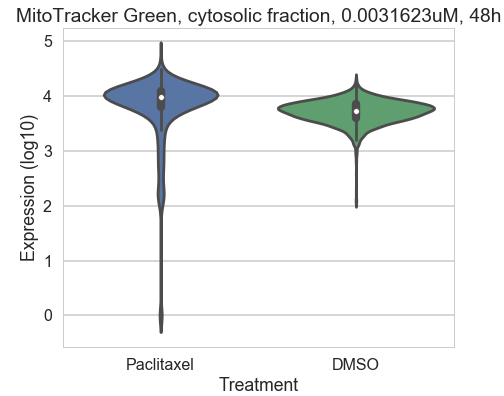 MitoTracker Green, cytosolic fraction, 0.0031623uM, 48h
5
4
3
2
1
0
Expression (log10)
Paclitaxel DMSO
Treatment